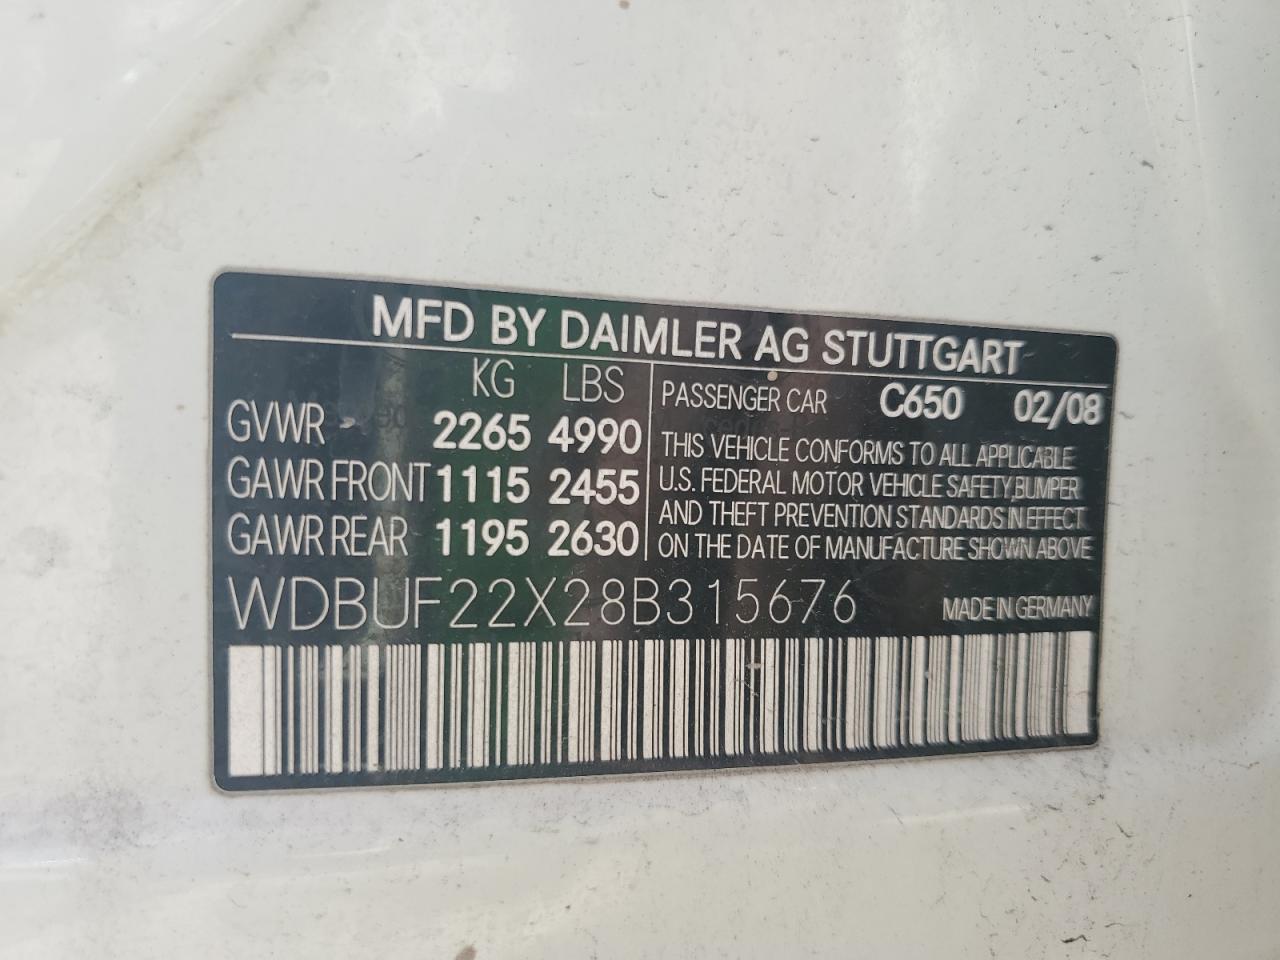 MFD BY DAIMLER AG STUTTGART
KG LBS
GVWR 2265 4990
GAWR FRONT 1115 2455
GAWR REAR 1195 2630
PASSENGER CAR C650 02/08
THIS VEHICLE CONFORMS TO ALL APPLICABLE
U.S. FEDERAL MOTOR VEHICLE SAFETY, BUMPER
AND THEFT PREVENTION STANDARDS IN EFFECT
ON THE DATE OF MANUFACTURE SHOWN ABOVE
WDBUF22X28B315676
MADE IN GERMANY